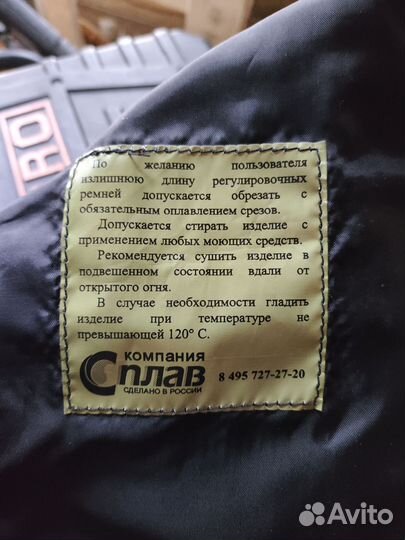 RO
По желанию пользователя
излишнюю длину регулировочных
ремней допускается обрезать с
обязательным оплавлением срезов.
Допускается стирать изделие с
применением любых моющих средств.
Рекомендуется сушить изделие в
подвешенном состоянии вдали от
открытого огня.
В случае необходимости гладить
изделие при температуре не
превышающей 120° С.
КОМПАНИЯ
Сплав
СДЕЛАНО В РОССИИ
8 495 727-27-20
Avito